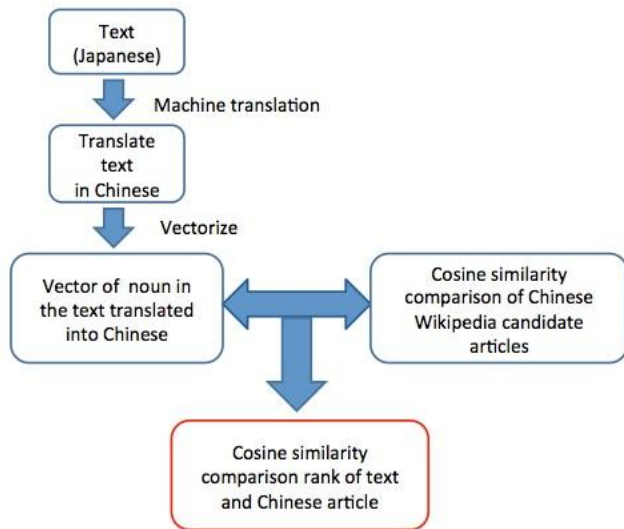 Text
(Japanese)
Machine translation
Translate
text
in Chinese
Vectorize
Vector of noun in
the text translated
into Chinese
Cosine similarity
comparison of Chinese
Wikipedia candidate
articles
Cosine similarity
comparison rank of text
and Chinese article